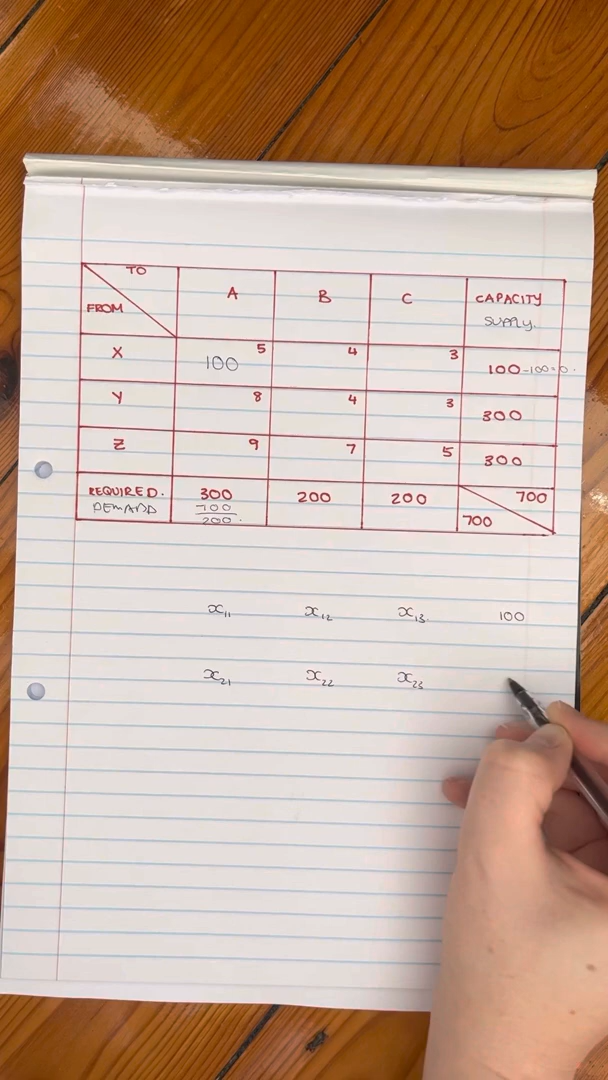 TO
FROM
A B C CAPACITY
SUPPLY.
X 100 5 4 3 100-100=0.
Y 8 4 3 300
Z 9 7 5 300
REQUIRED. 300 200 200 700
DEMAND -100 700
200.
x₁₁ x₁₂ x₁₃. 100
x₂₁ x₂₂ x₂₃